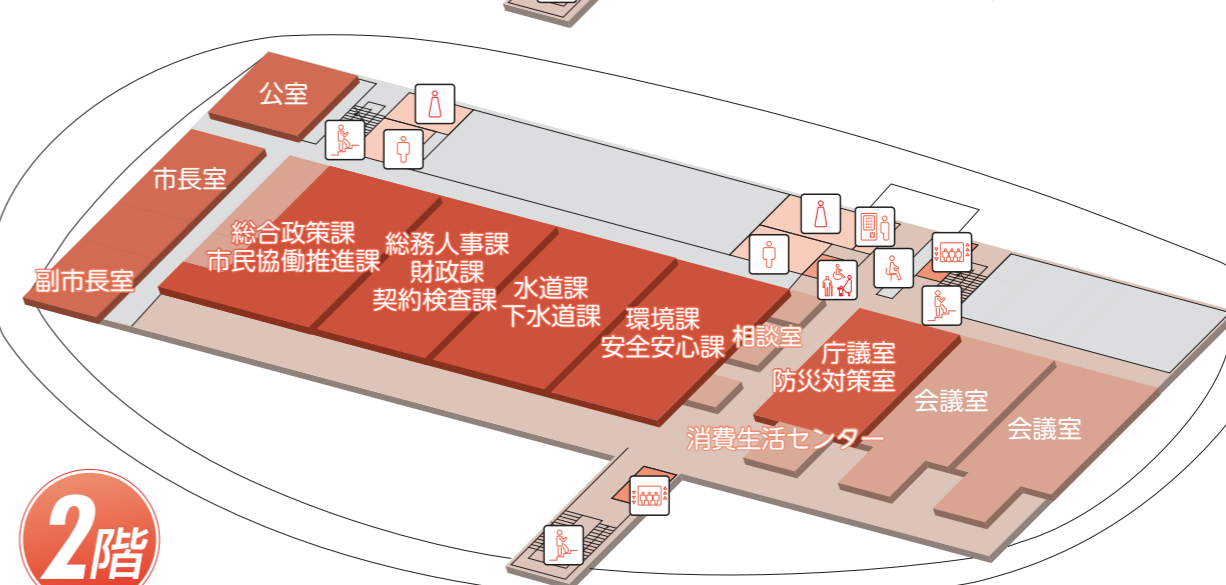 公室
市長室
副市長室
総合政策課
市民協働推進課
総務人事課
財政課
契約検査課
水道課
下水道課
環境課
安全安心課
相談室
庁議室
防災対策室
会議室
会議室
消費生活センター
2階